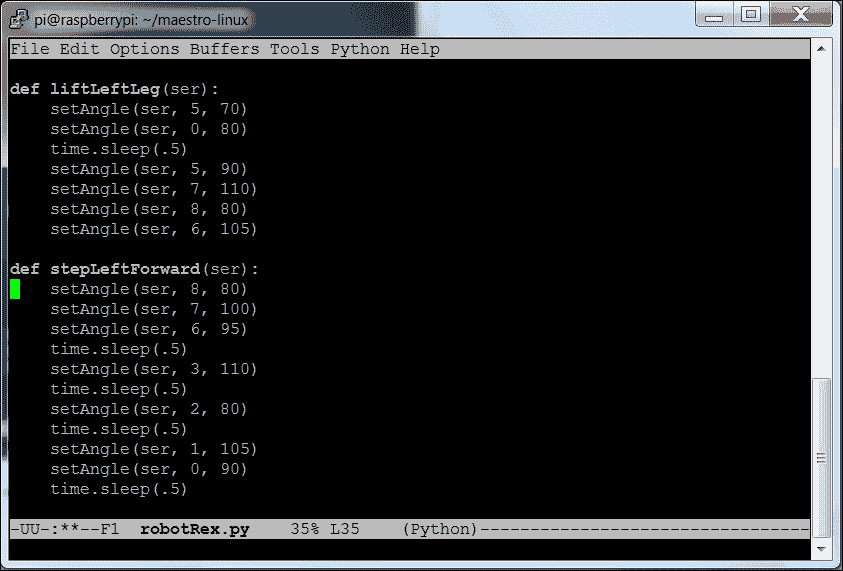 pi@raspberrypi: ~/maestro-linux
File Edit Options Buffers Tools Python Help
def liftLeftLeg(ser):
    setAngle(ser, 5, 70)
    setAngle(ser, 0, 80)
    time.sleep(.5)
    setAngle(ser, 5, 90)
    setAngle(ser, 7, 110)
    setAngle(ser, 8, 80)
    setAngle(ser, 6, 105)

def stepLeftForward(ser):
    setAngle(ser, 8, 80)
    setAngle(ser, 7, 100)
    setAngle(ser, 6, 95)
    time.sleep(.5)
    setAngle(ser, 3, 110)
    time.sleep(.5)
    setAngle(ser, 2, 80)
    time.sleep(.5)
    setAngle(ser, 1, 105)
    setAngle(ser, 0, 90)
    time.sleep(.5)

-UU-:**--F1  robotRex.py    35% L35    (Python)---------------------------------